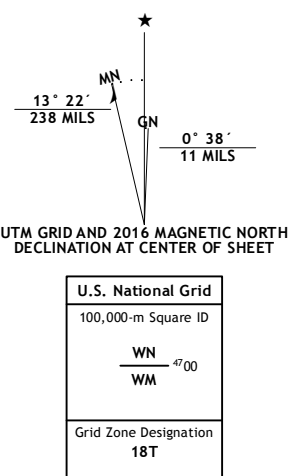 ★
MN
GN
13° 22´
238 MILS
0° 38´
11 MILS
UTM GRID AND 2016 MAGNETIC NORTH
DECLINATION AT CENTER OF SHEET
U.S. National Grid
100,000-m Square ID
WN
WM
4700
Grid Zone Designation
18T